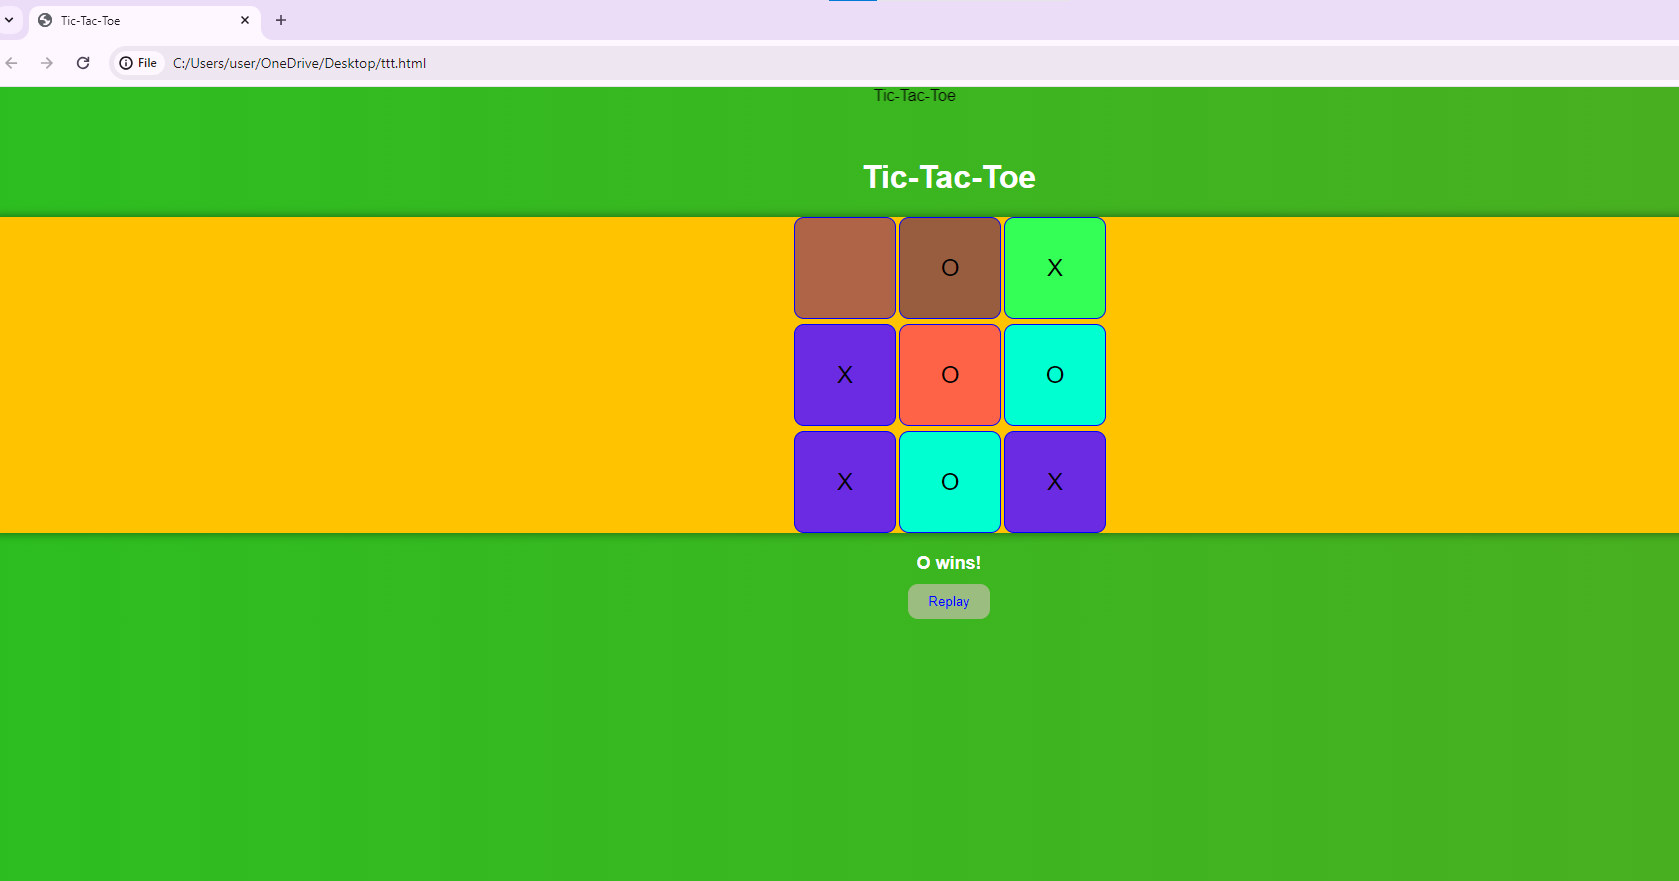 Tic-Tac-Toe
File C:/Users/user/OneDrive/Desktop/ttt.html
Tic-Tac-Toe
Tic-Tac-Toe
O X
X O O
X O X
O wins!
Replay